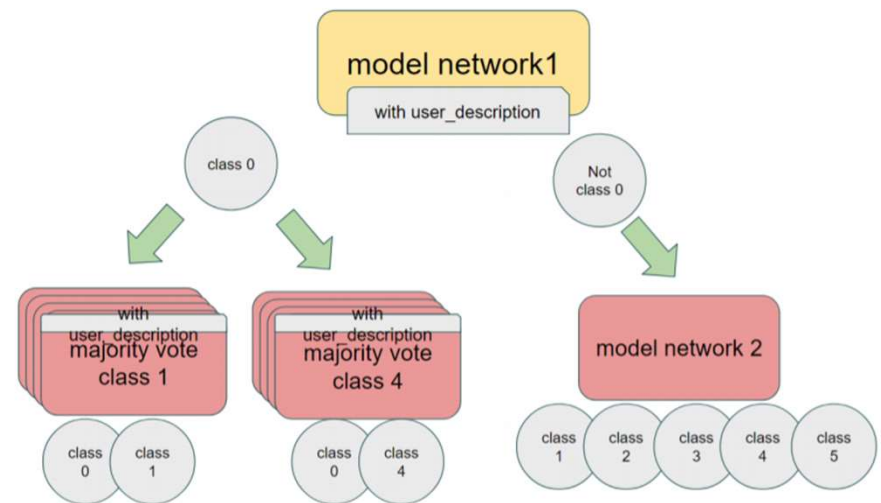 model network1
with user_description
class 0
Not
class 0
with
user_description
majority vote
class 1
with
user_description
majority vote
class 4
model network 2
class
0
class
1
class
0
class
4
class
1
class
2
class
3
class
4
class
5